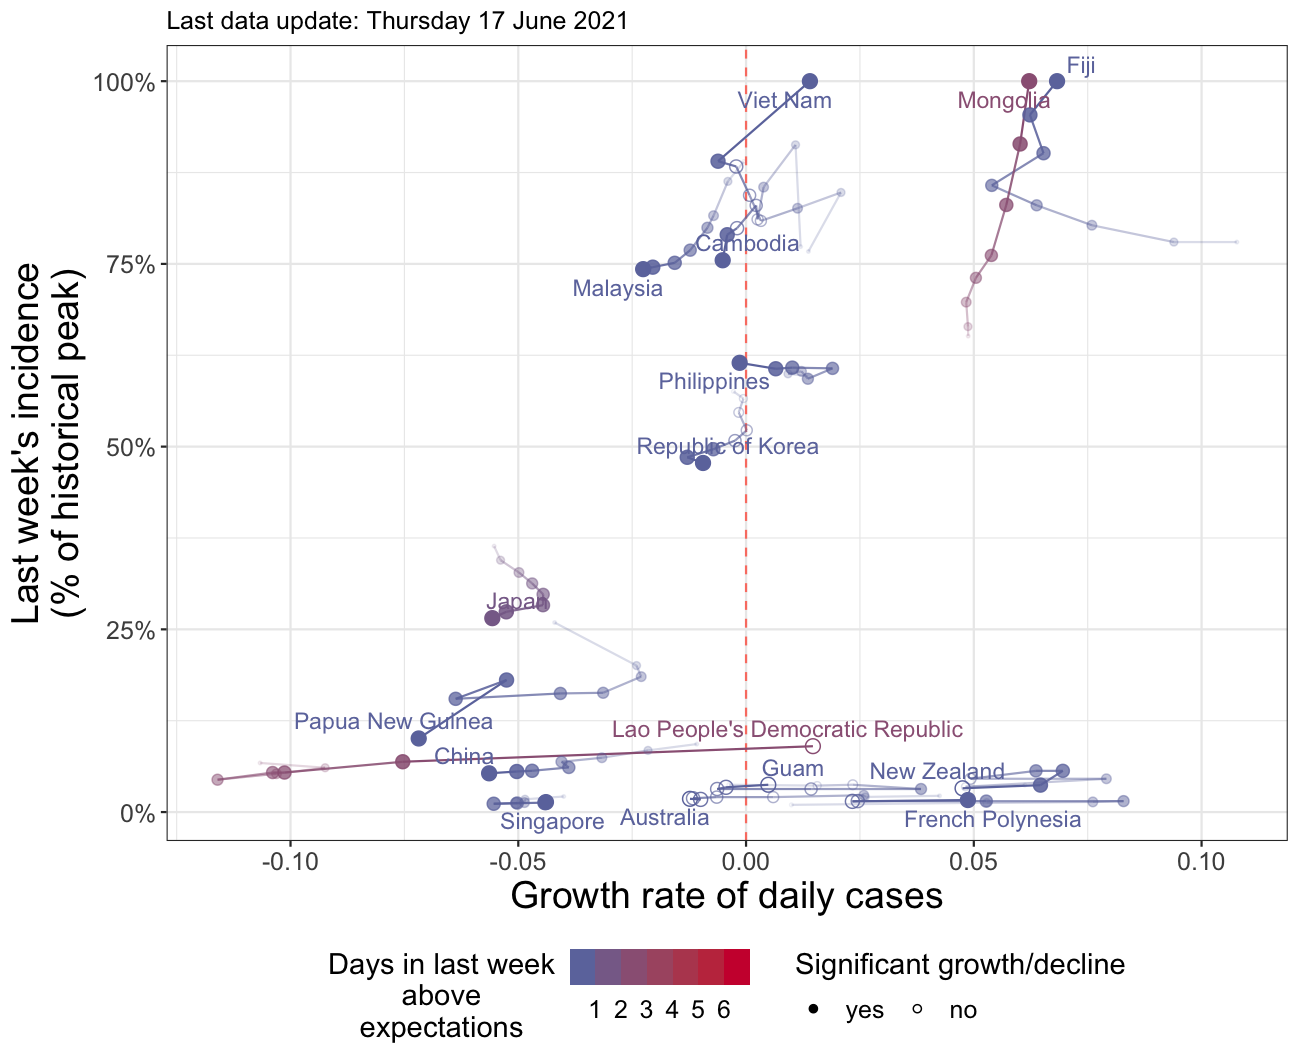 Last data update: Thursday 17 June 2021
Last week's incidence
(% of historical peak)
100%
75%
50%
25%
0%
Fiji
Mongolia
Viet Nam
Cambodia
Malaysia
Philippines
Republic of Korea
Japan
Papua New Guinea
Lao People's Democratic Republic
China
Guam
New Zealand
Singapore
Australia
French Polynesia
-0.10
-0.05
0.00
0.05
0.10
Growth rate of daily cases
Days in last week
above
expectations
1 2 3 4 5 6
Significant growth/decline
yes
no